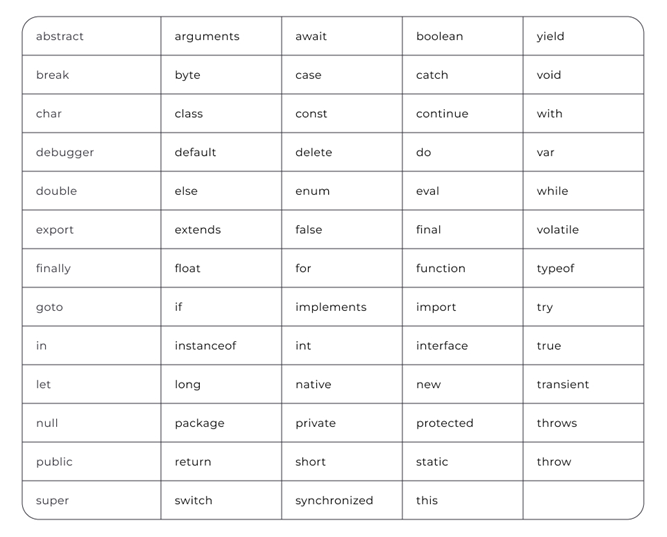 abstract arguments await boolean yield
break byte case catch void
char class const continue with
debugger default delete do var
double else enum eval while
export extends false final volatile
finally float for function typeof
goto if implements import try
in instanceof int interface true
let long native new transient
null package private protected throws
public return short static throw
super switch synchronized this